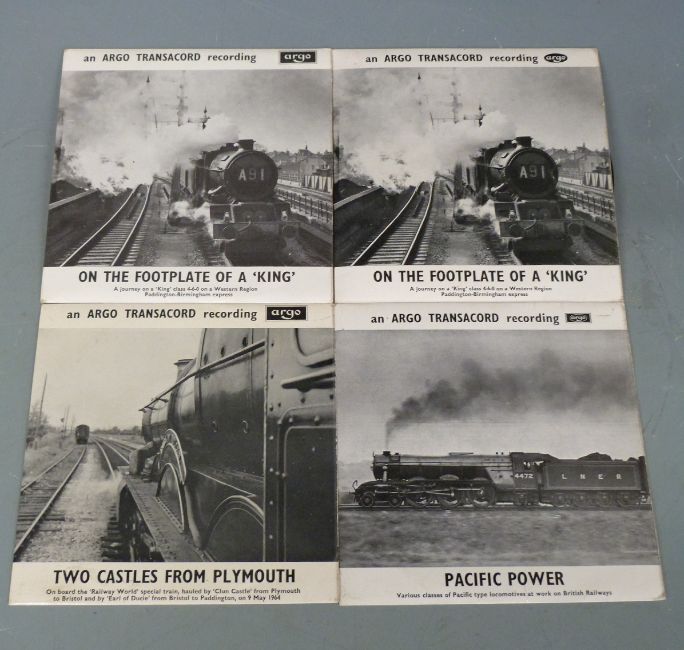 an ARGO TRANSACORD recording argo
A91
ON THE FOOTPLATE OF A 'KING'
A journey on a 'King' class 4-6-0 on a Western Region
Paddington-Birmingham express
an ARGO TRANSACORD recording argo
A91
ON THE FOOTPLATE OF A 'KING'
A journey on a 'King' class 4-6-0 on a Western Region
Paddington-Birmingham express
an ARGO TRANSACORD recording argo
TWO CASTLES FROM PLYMOUTH
On board the 'Railway World' special train, hauled by 'Clun Castle' from Plymouth
to Bristol and by 'Earl of Ducie' from Bristol to Paddington, on 9 May 1964
an ARGO TRANSACORD recording argo
4472 L N E R
PACIFIC POWER
Various classes of Pacific type locomotives at work on British Railways